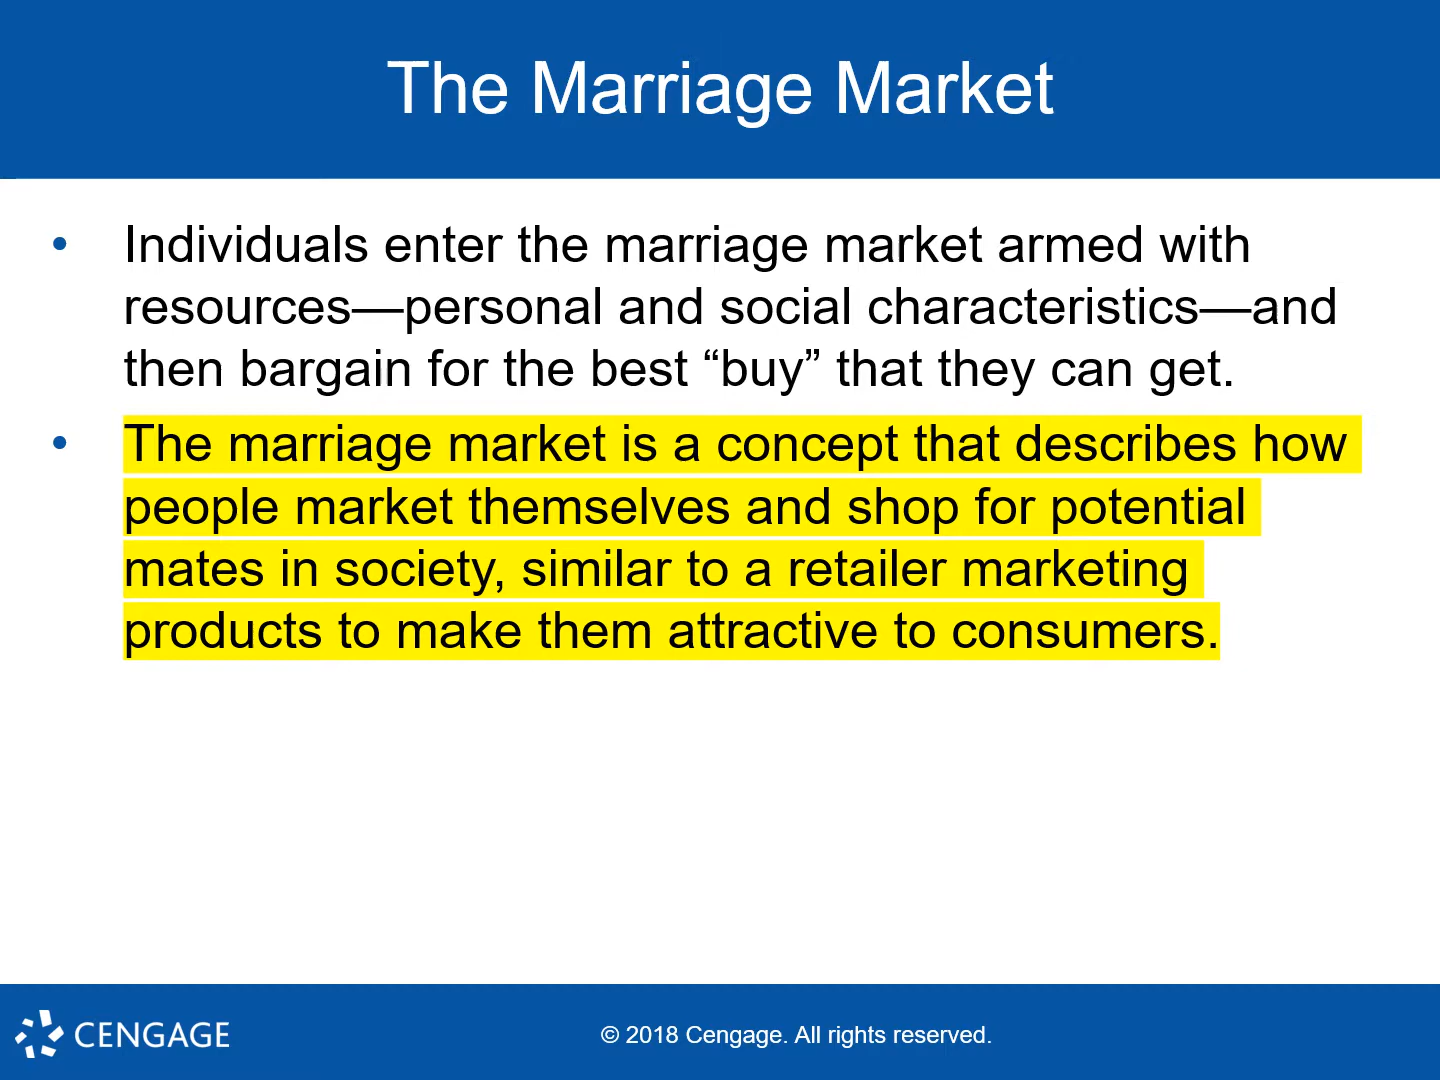 The Marriage Market
• Individuals enter the marriage market armed with
resources—personal and social characteristics—and
then bargain for the best “buy” that they can get.
• The marriage market is a concept that describes how
people market themselves and shop for potential
mates in society, similar to a retailer marketing
products to make them attractive to consumers.
CENGAGE
© 2018 Cengage. All rights reserved.